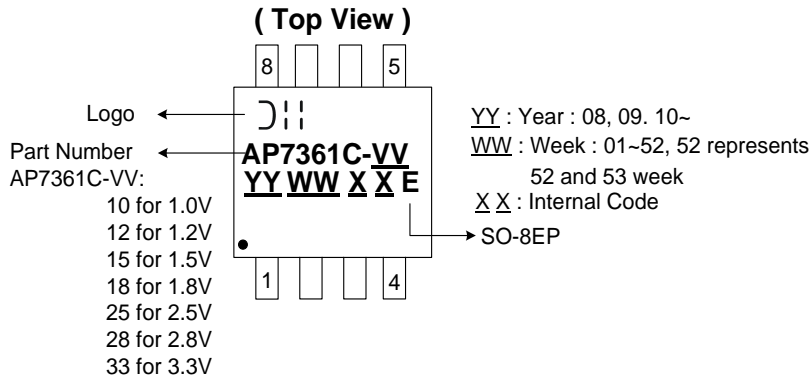 ( Top View )
8 5
Logo
Part Number
AP7361C-VV:
10 for 1.0V
12 for 1.2V
15 for 1.5V
18 for 1.8V
25 for 2.5V
28 for 2.8V
33 for 3.3V
AP7361C-VV
YY WW X X E
1 4
YY : Year : 08, 09. 10~
WW : Week : 01~52, 52 represents
52 and 53 week
X X : Internal Code
SO-8EP